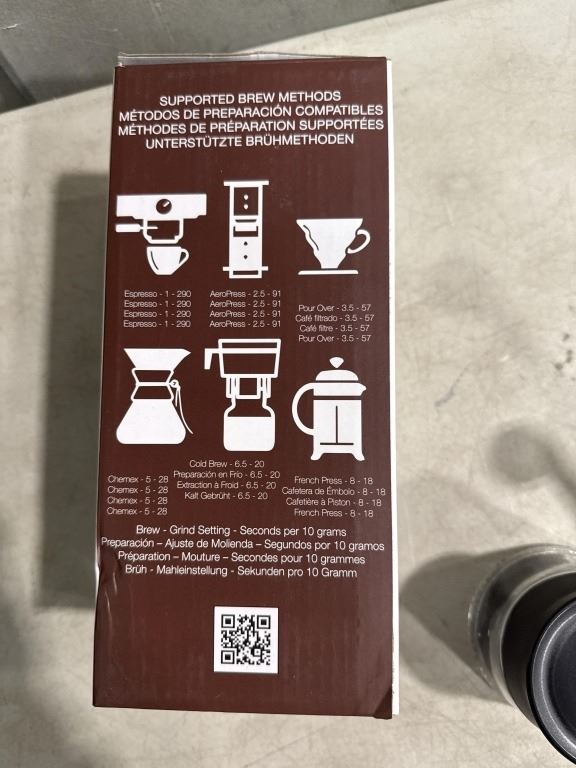 SUPPORTED BREW METHODS
MÉTODOS DE PREPARACIÓN COMPATIBLES
MÉTHODES DE PRÉPARATION SUPPORTÉES
UNTERSTÜTZTE BRÜHMETHODEN
Espresso - 1 - 290
Espresso - 1 - 290
Espresso - 1 - 290
Espresso - 1 - 290
AeroPress - 2.5 - 91
AeroPress - 2.5 - 91
AeroPress - 2.5 - 91
AeroPress - 2.5 - 91
Pour Over - 3.5 - 57
Café filtrado - 3.5 - 57
Café filtre - 3.5 - 57
Pour Over - 3.5 - 57
Chemex - 5 - 28
Chemex - 5 - 28
Chemex - 5 - 28
Chemex - 5 - 28
Cold Brew - 6.5 - 20
Preparación en Frío - 6.5 - 20
Extraction à Froid - 6.5 - 20
Kalt Gebrüht - 6.5 - 20
French Press - 8 - 18
Cafetera de Émbolo - 8 - 18
Cafetière à Piston - 8 - 18
French Press - 8 - 18
Brew - Grind Setting - Seconds per 10 grams
Preparación – Ajuste de Molienda – Segundos por 10 gramos
Préparation – Mouture – Secondes pour 10 grammes
Brüh - Mahleinstellung - Sekunden pro 10 Gramm